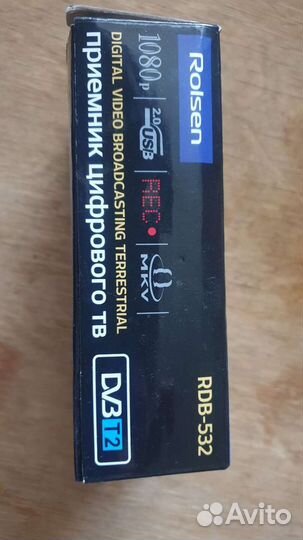 Rolsen
1080p
2.0 USB
REC
MKV
DIGITAL VIDEO BROADCASTING TERRESTRIAL
ПРИЕМНИК ЦИФРОВОГО ТВ
RDB-532
DVB T2
Avito